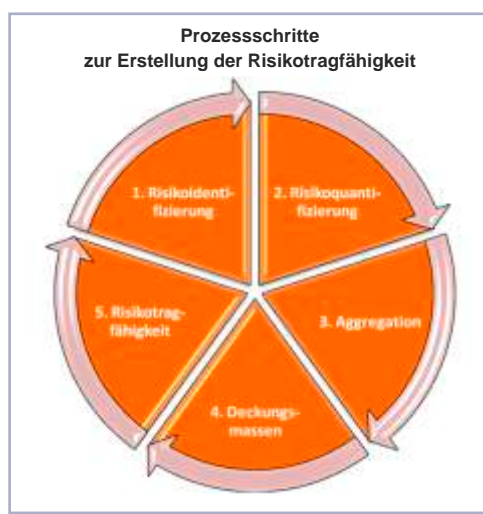 Prozessschritte
zur Erstellung der Risikotragfähigkeit
1. Risikoidenti-
fizierung
2. Risikoquanti-
fizierung
3. Aggregation
4. Deckungs-
massen
5. Risikotrag-
fähigkeit